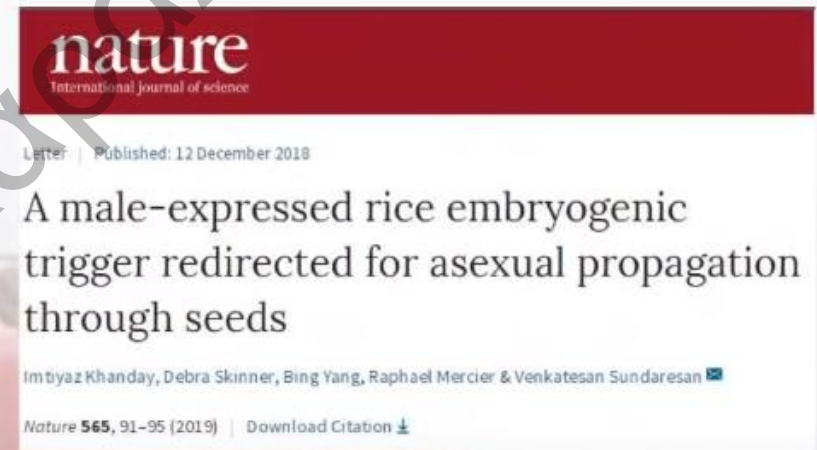 nature
International journal of science
Letter | Published: 12 December 2018
A male-expressed rice embryogenic
trigger redirected for asexual propagation
through seeds
Imtiyaz Khanday, Debra Skinner, Bing Yang, Raphael Mercier & Venkatesan Sundaresan
Nature 565, 91–95 (2019) | Download Citation